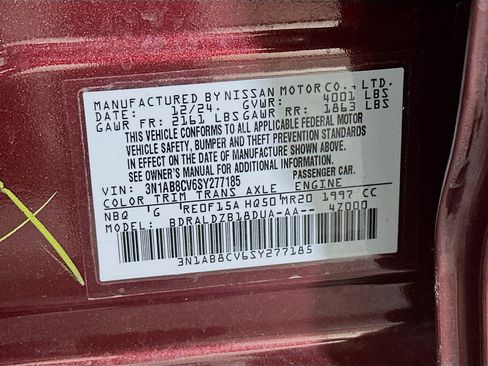 MANUFACTURED BY NISSAN MOTOR CO., LTD.
DATE: 12/24 GVWR: 4001 LBS
GAWR FR: 2161 LBS GAWR RR: 1863 LBS
THIS VEHICLE CONFORMS TO ALL APPLICABLE FEDERAL MOTOR
VEHICLE SAFETY, BUMPER AND THEFT PREVENTION STANDARDS
IN EFFECT ON THE DATE OF MANUFACTURE SHOWN ABOVE.
SEE OWNER'S MANUAL FOR FURTHER INFORMATION.
VIN: 3N1AB8CV6SY277185 PASSENGER CAR.
COLOR TRIM TRANS AXLE ENGINE
NBQ G RE0F15A HQ50 MR20 1997 CC
MODEL: BDRALDZB18DUA-AA-- 4Z000
3N1AB8CV6SY277185